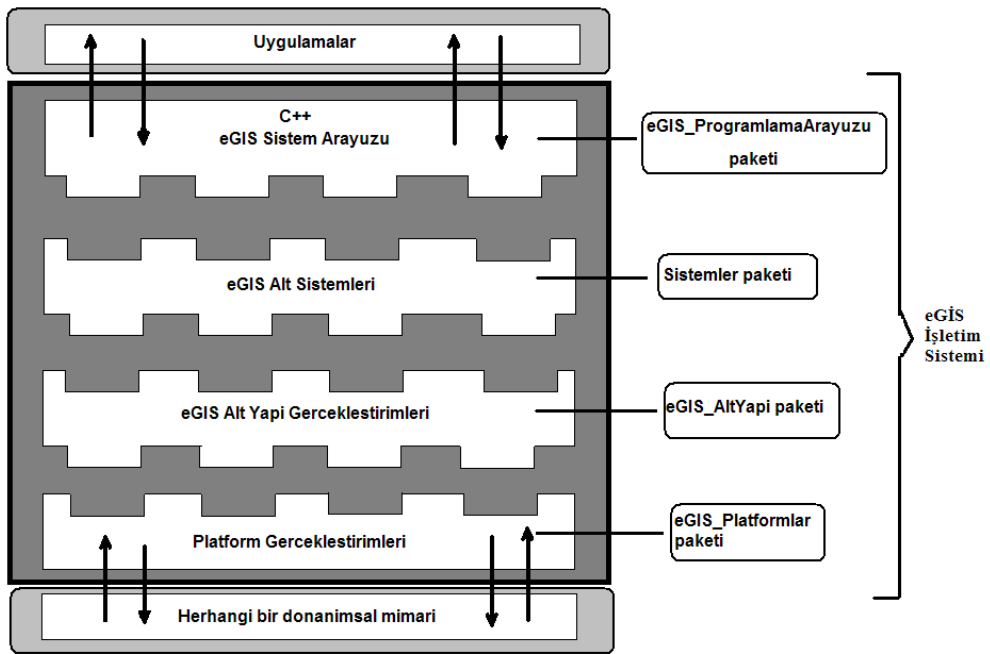 Uygulamalar
C++
eGIS Sistem Arayuzu
eGIS_ProgramlamaArayuzu
paketi
eGIS Alt Sistemleri
Sistemler paketi
eGİS
İşletim
Sistemi
eGIS Alt Yapi Gerceklestirimleri
eGIS_AltYapi paketi
Platform Gerceklestirimleri
eGIS_Platformlar
paketi
Herhangi bir donanimsal mimari